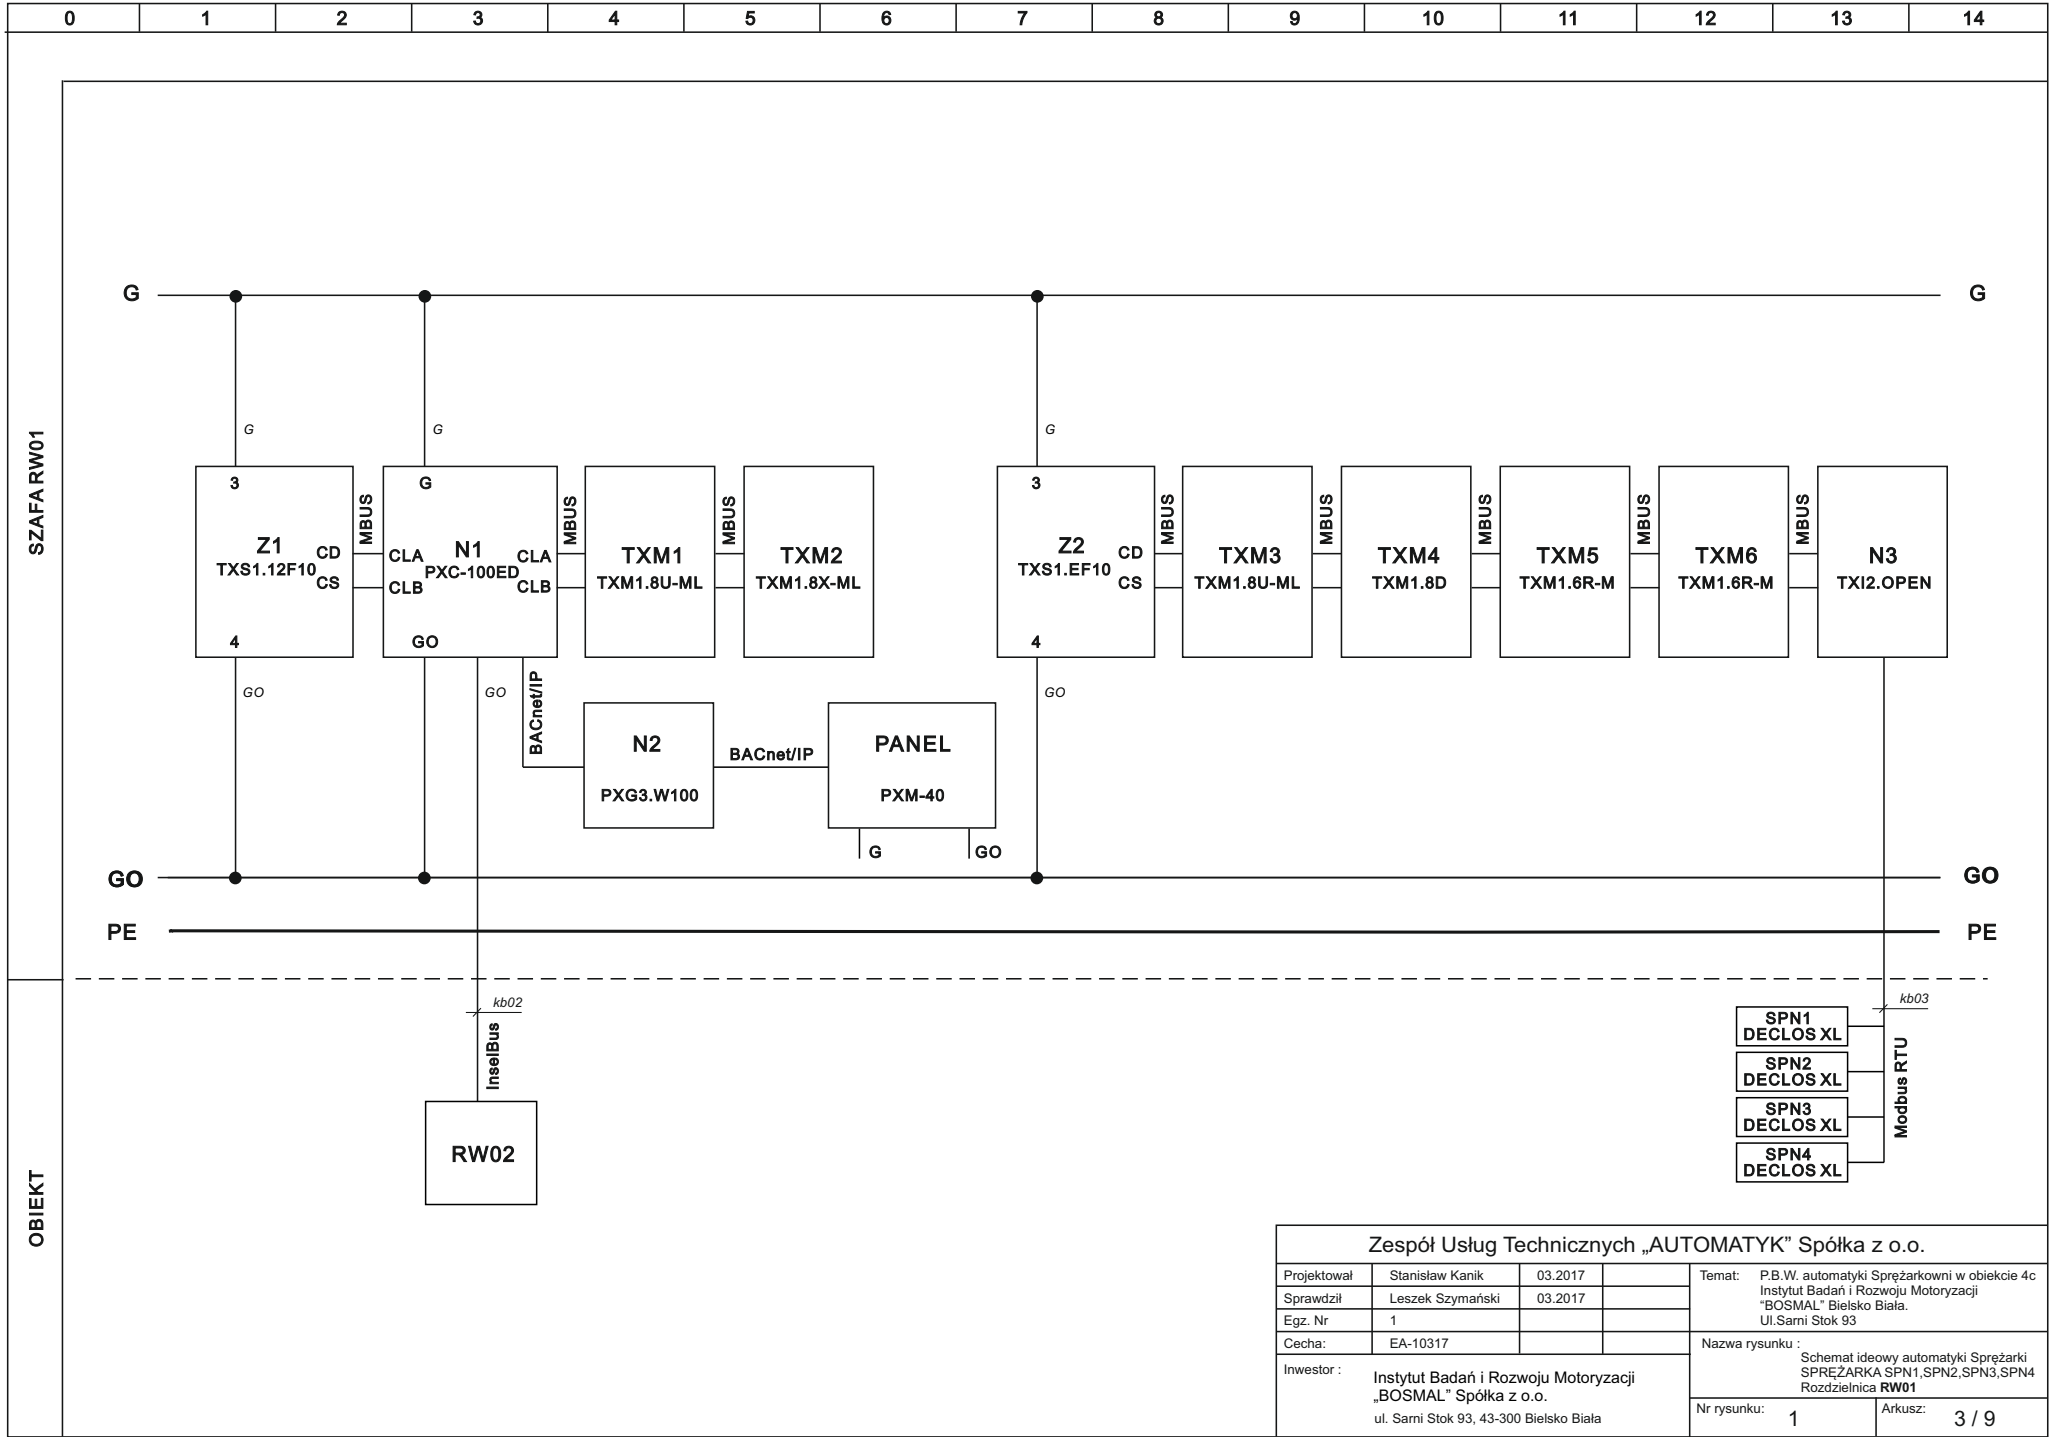 0 1 2 3 4 5 6 7 8 9 10 11 12 13 14
SZAFA RW01
G G
G G G
3 G 3
MBUS MBUS MBUS MBUS MBUS MBUS MBUS MBUS
Z1
TXS1.12F10
CD
CS
4
CLA
CLB
N1
PXC-100ED
CLA
CLB
GO
TXM1
TXM1.8U-ML
TXM2
TXM1.8X-ML
Z2
TXS1.EF10
CD
CS
4
TXM3
TXM1.8U-ML
TXM4
TXM1.8D
TXM5
TXM1.6R-M
TXM6
TXM1.6R-M
N3
TXI2.OPEN
GO GO GO
BACnet/IP
N2
PXG3.W100
BACnet/IP
PANEL
PXM-40
G GO
GO GO
PE PE
OBIEKT
kb02
InselBus
RW02
kb03
Modbus RTU
SPN1
DECLOS XL
SPN2
DECLOS XL
SPN3
DECLOS XL
SPN4
DECLOS XL
Zespół Usług Technicznych „AUTOMATYK” Spółka z o.o.
Projektował Stanisław Kanik 03.2017
Sprawdził Leszek Szymański 03.2017
Egz. Nr 1
Cecha: EA-10317
Inwestor : Instytut Badań i Rozwoju Motoryzacji
„BOSMAL” Spółka z o.o.
ul. Sarni Stok 93, 43-300 Bielsko Biała
Temat: P.B.W. automatyki Sprężarkowni w obiekcie 4c
Instytut Badań i Rozwoju Motoryzacji
“BOSMAL” Bielsko Biała.
Ul.Sarni Stok 93
Nazwa rysunku :
Schemat ideowy automatyki Sprężarki
SPRĘŻARKA SPN1,SPN2,SPN3,SPN4
Rozdzielnica RW01
Nr rysunku: 1
Arkusz: 3 / 9